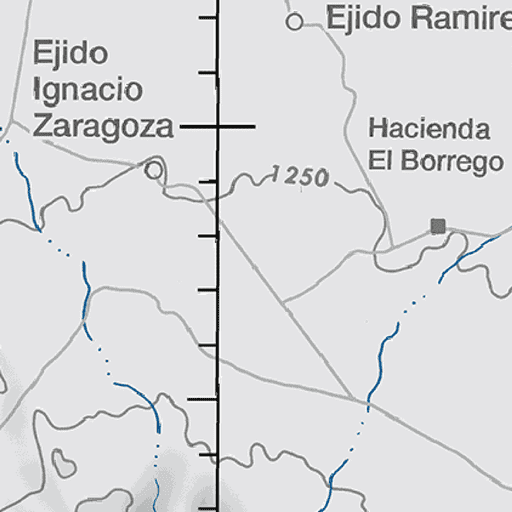 Ejido Ramire
Ejido
Ignacio
Zaragoza
Hacienda
El Borrego
1250